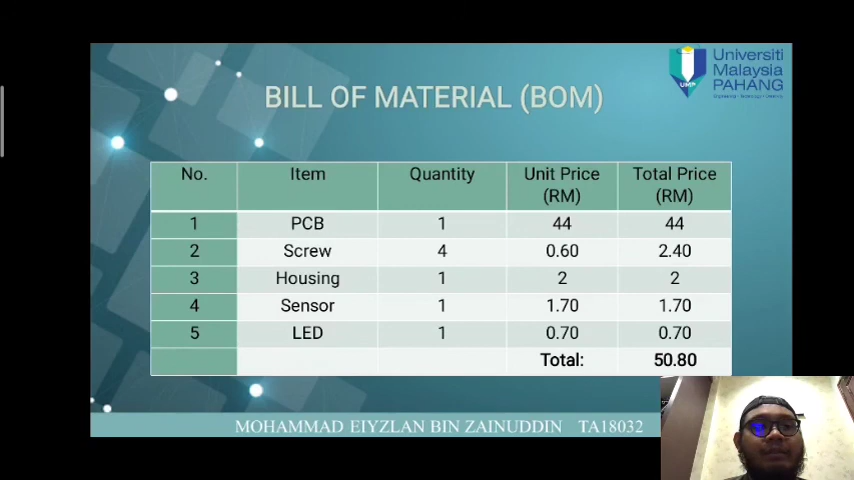 Universiti
Malaysia
PAHANG
UMP
BILL OF MATERIAL (BOM)
No. Item Quantity Unit Price (RM) Total Price (RM)
1 PCB 1 44 44
2 Screw 4 0.60 2.40
3 Housing 1 2 2
4 Sensor 1 1.70 1.70
5 LED 1 0.70 0.70
Total: 50.80
MOHAMMAD EIYZLAN BIN ZAINUDDIN TA18032